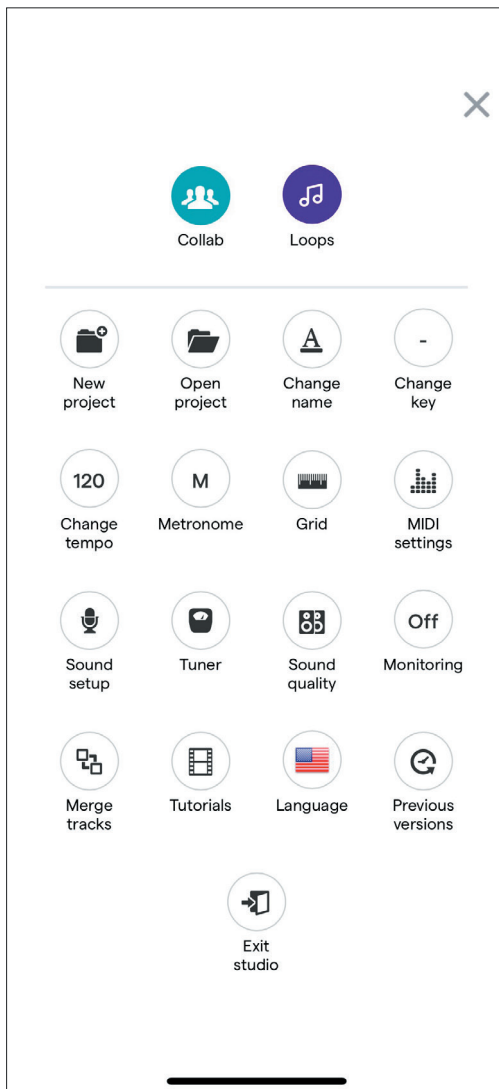 Collab Loops
New Open Change Change
project project name key
120 M
Change Metronome Grid MIDI
tempo settings
Off
Sound Tuner Sound Monitoring
setup quality
Merge Tutorials Language Previous
tracks versions
Exit
studio